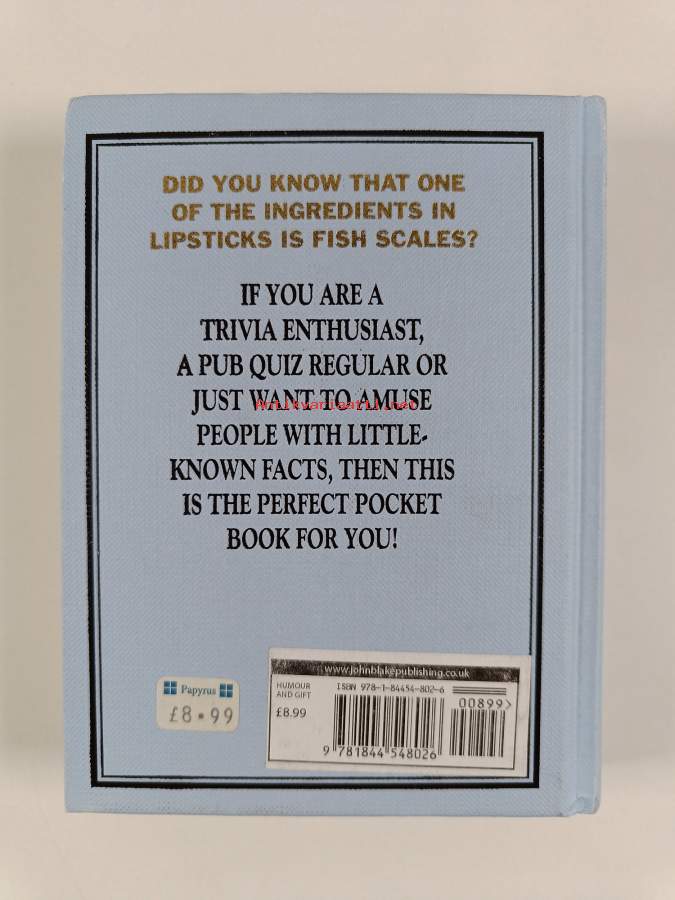 DID YOU KNOW THAT ONE
OF THE INGREDIENTS IN
LIPSTICKS IS FISH SCALES?
IF YOU ARE A
TRIVIA ENTHUSIAST,
A PUB QUIZ REGULAR OR
JUST WANT TO AMUSE
Antikvariaatti.net
PEOPLE WITH LITTLE-
KNOWN FACTS, THEN THIS
IS THE PERFECT POCKET
BOOK FOR YOU!
Papyrus
£8.99
www.johnblakepublishing.co.uk
HUMOUR
AND GIFT
£8.99
ISBN 978-1-84454-802-6
00899>
9 781844 548026